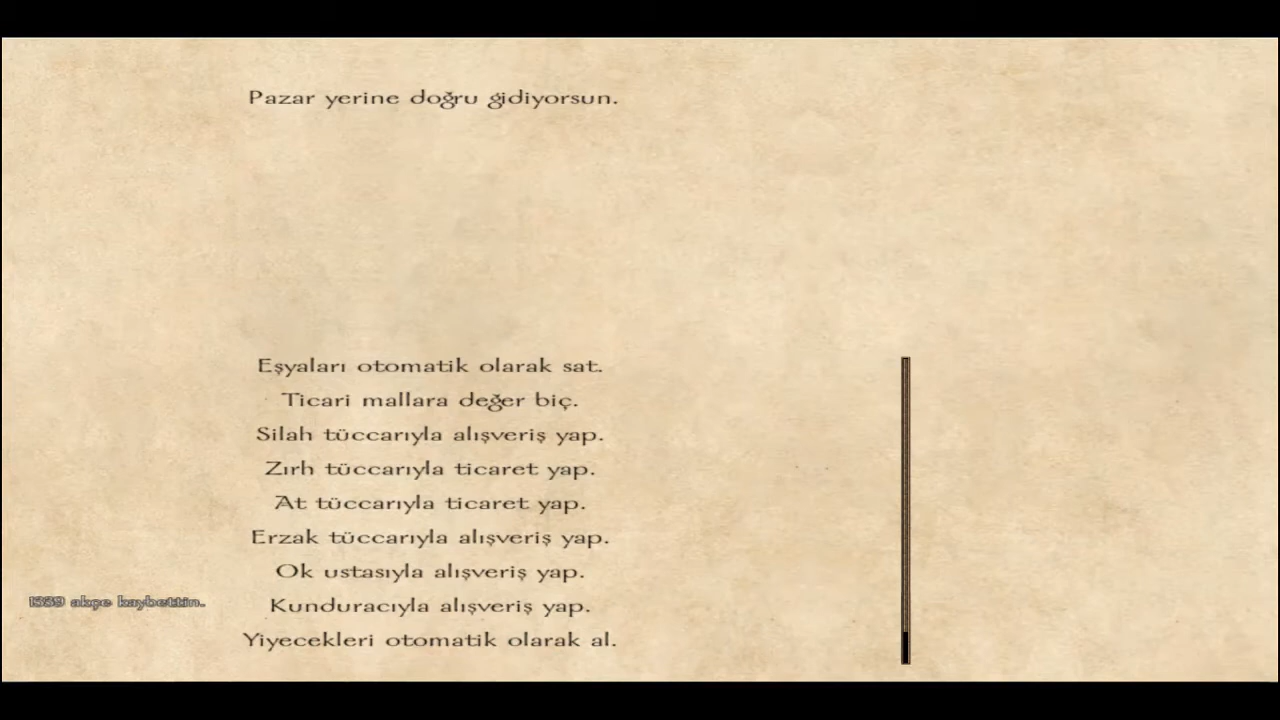 Pazar yerine doğru gidiyorsun.
Eşyaları otomatik olarak sat.
Ticari mallara değer biç.
Silah tüccarıyla alışveriş yap.
Zırh tüccarıyla ticaret yap.
At tüccarıyla ticaret yap.
Erzak tüccarıyla alışveriş yap.
Ok ustasıyla alışveriş yap.
Kunduracıyla alışveriş yap.
Yiyecekleri otomatik olarak al.
akçe kaybettin.